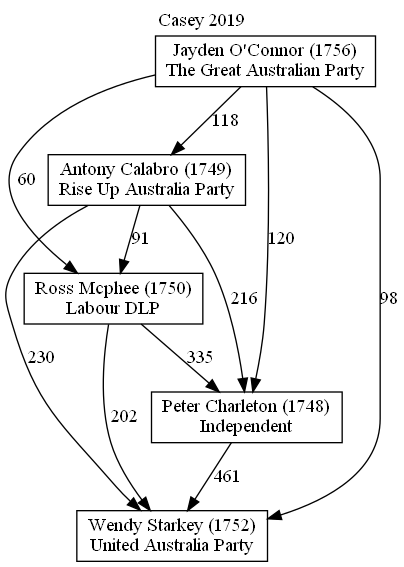 Casey 2019
Jayden O'Connor (1756)
The Great Australian Party
118
Antony Calabro (1749)
Rise Up Australia Party
60
91
120
98
Ross Mcphee (1750)
Labour DLP
216
230
335
202
Peter Charleton (1748)
Independent
461
Wendy Starkey (1752)
United Australia Party